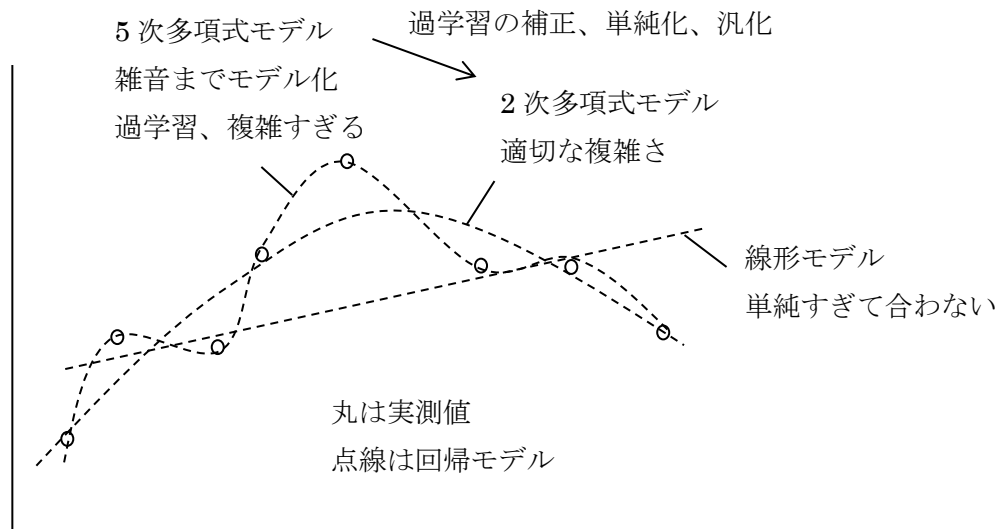 過学習の補正、単純化、汎化
5 次多項式モデル
雑音までモデル化
過学習、複雑すぎる
2 次多項式モデル
適切な複雑さ
線形モデル
単純すぎて合わない
丸は実測値
点線は回帰モデル